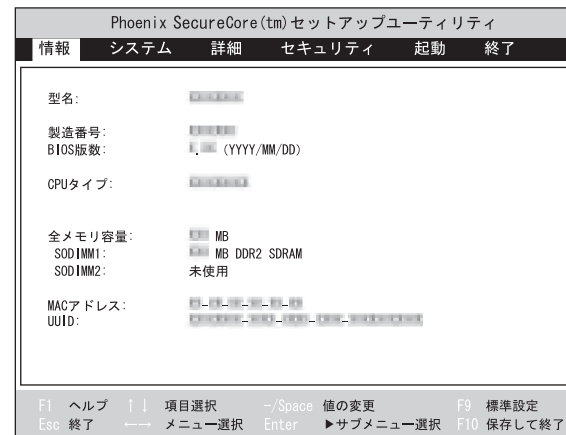 Phoenix SecureCore(tm)セットアップユーティリティ
情報 システム 詳細 セキュリティ 起動 終了
型名:
製造番号:
BIOS版数: (YYYY/MM/DD)
CPUタイプ:
全メモリ容量: MB
SODIMM1: MB DDR2 SDRAM
SODIMM2: 未使用
MACアドレス:
UUID:
F1 ヘルプ ↑↓ 項目選択 -/Space 値の変更 F9 標準設定
Esc 終了 ←→ メニュー選択 Enter ▶サブメニュー選択 F10 保存して終了